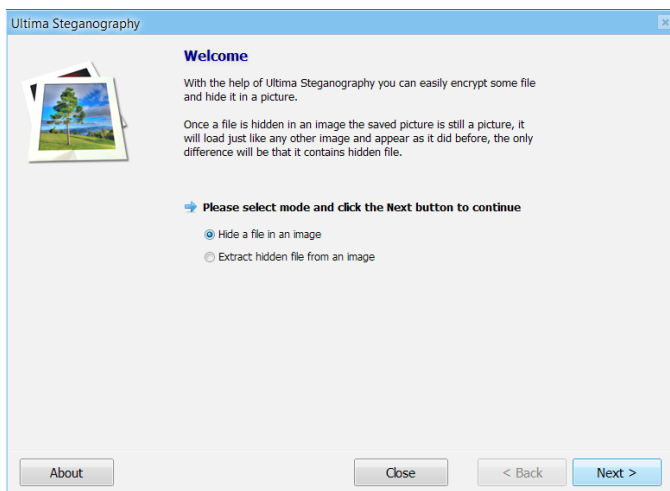 Ultima Steganography
Welcome
With the help of Ultima Steganography you can easily encrypt some file
and hide it in a picture.
Once a file is hidden in an image the saved picture is still a picture, it
will load just like any other image and appear as it did before, the only
difference will be that it contains hidden file.
Please select mode and click the Next button to continue
Hide a file in an image
Extract hidden file from an image
About
Close
< Back
Next >